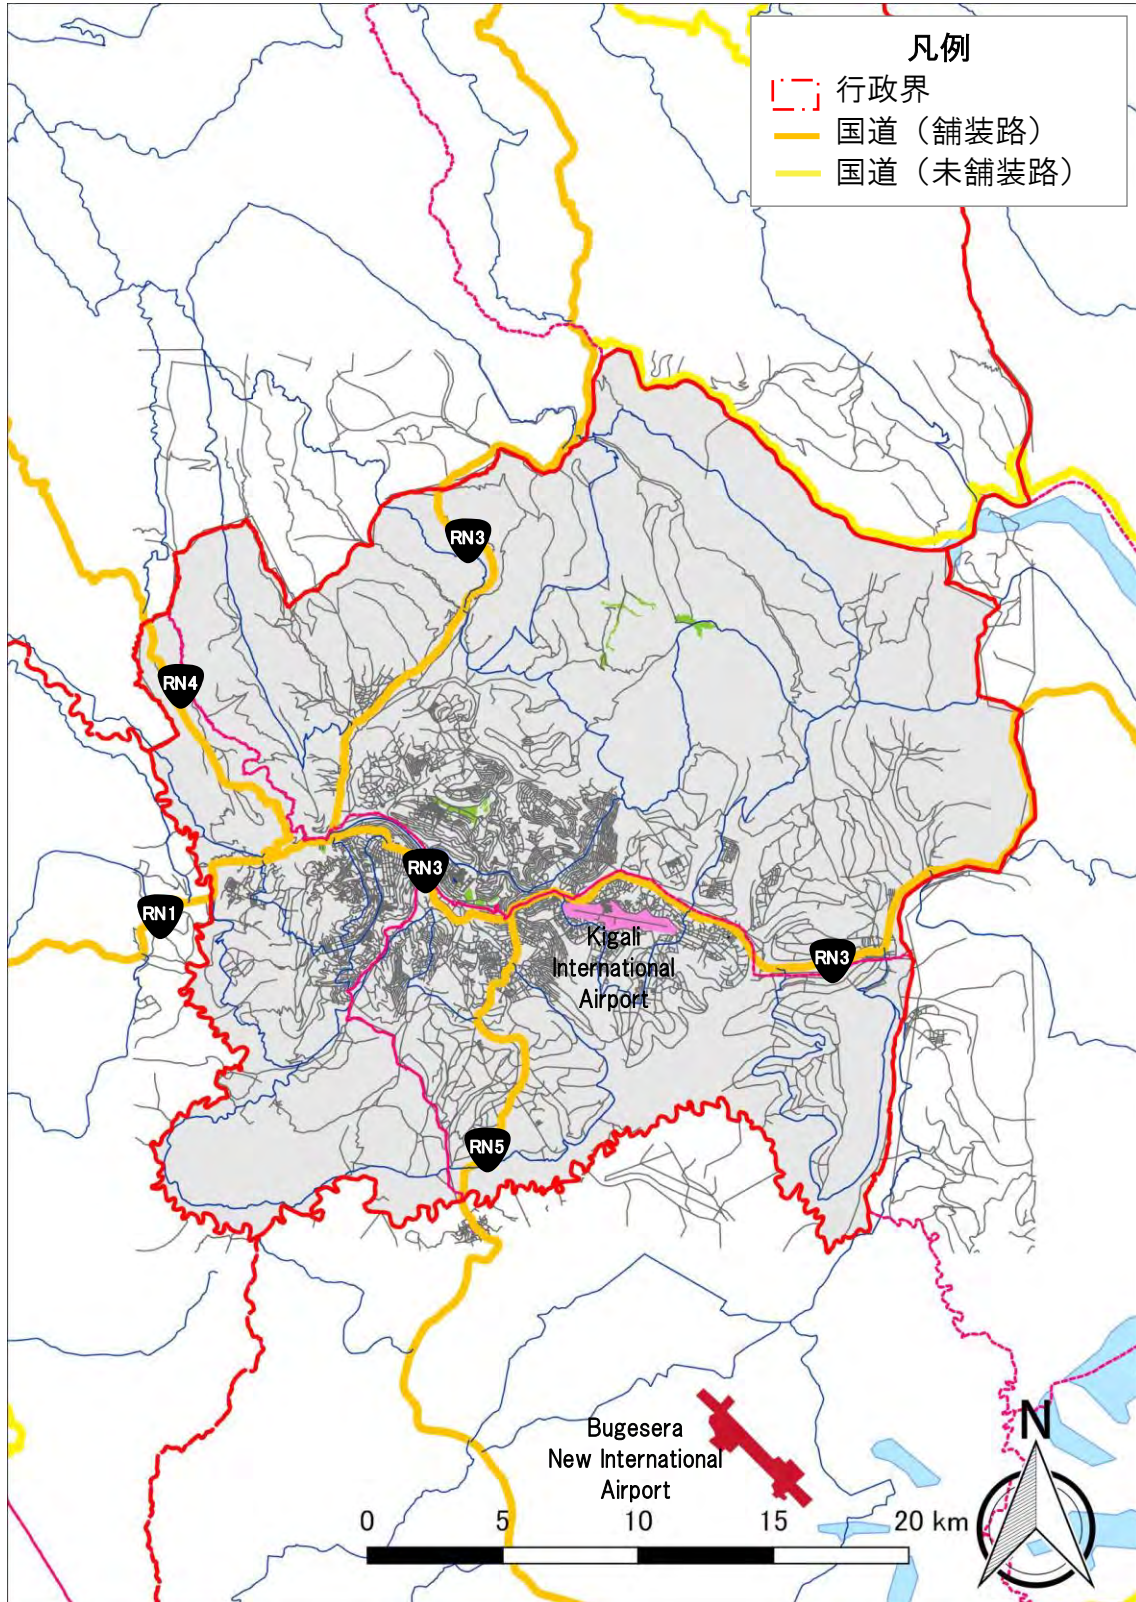 凡例
行政界
国道（舗装路）
国道（未舗装路）
RN3
RN4
RN3
RN1
Kigali
International
Airport
RN3
RN5
Bugesera
New International
Airport
N
0 5 10 15 20 km